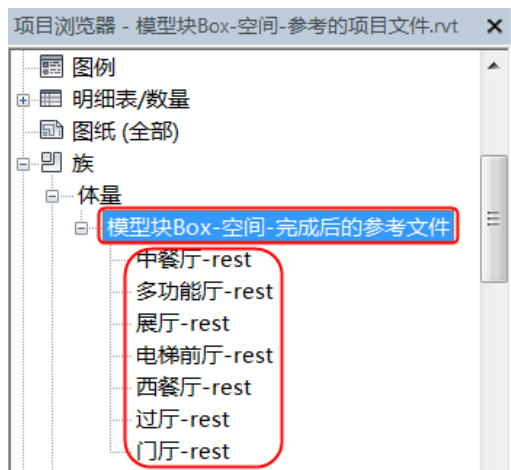 项目浏览器 - 模型块Box-空间-参考的项目文件.rvt
图例
明细表/数量
图纸 (全部)
族
体量
模型块Box-空间-完成后的参考文件
中餐厅-rest
多功能厅-rest
展厅-rest
电梯前厅-rest
西餐厅-rest
过厅-rest
门厅-rest